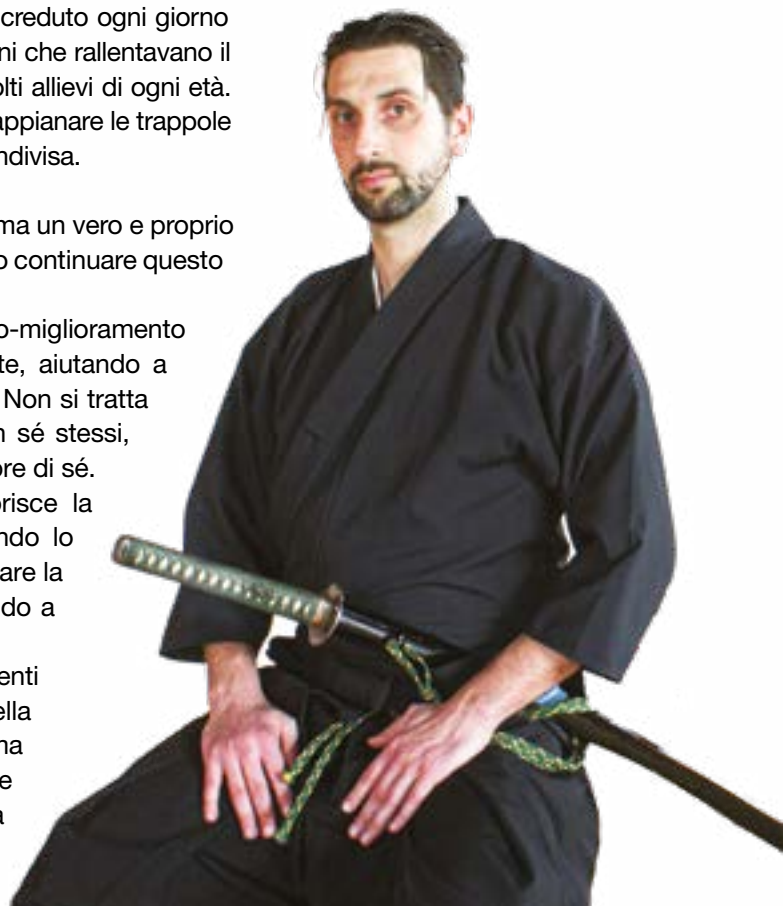 creduto ogni giorno
ni che rallentavano il
olti allievi di ogni età.
appianare le trappole
ndivisa.
ma un vero e proprio
o continuare questo
o-miglioramento
te, aiutando a
Non si tratta
n sé stessi,
ore di sé.
risce la
ndo lo
are la
do a
enti
ella
na
e
a